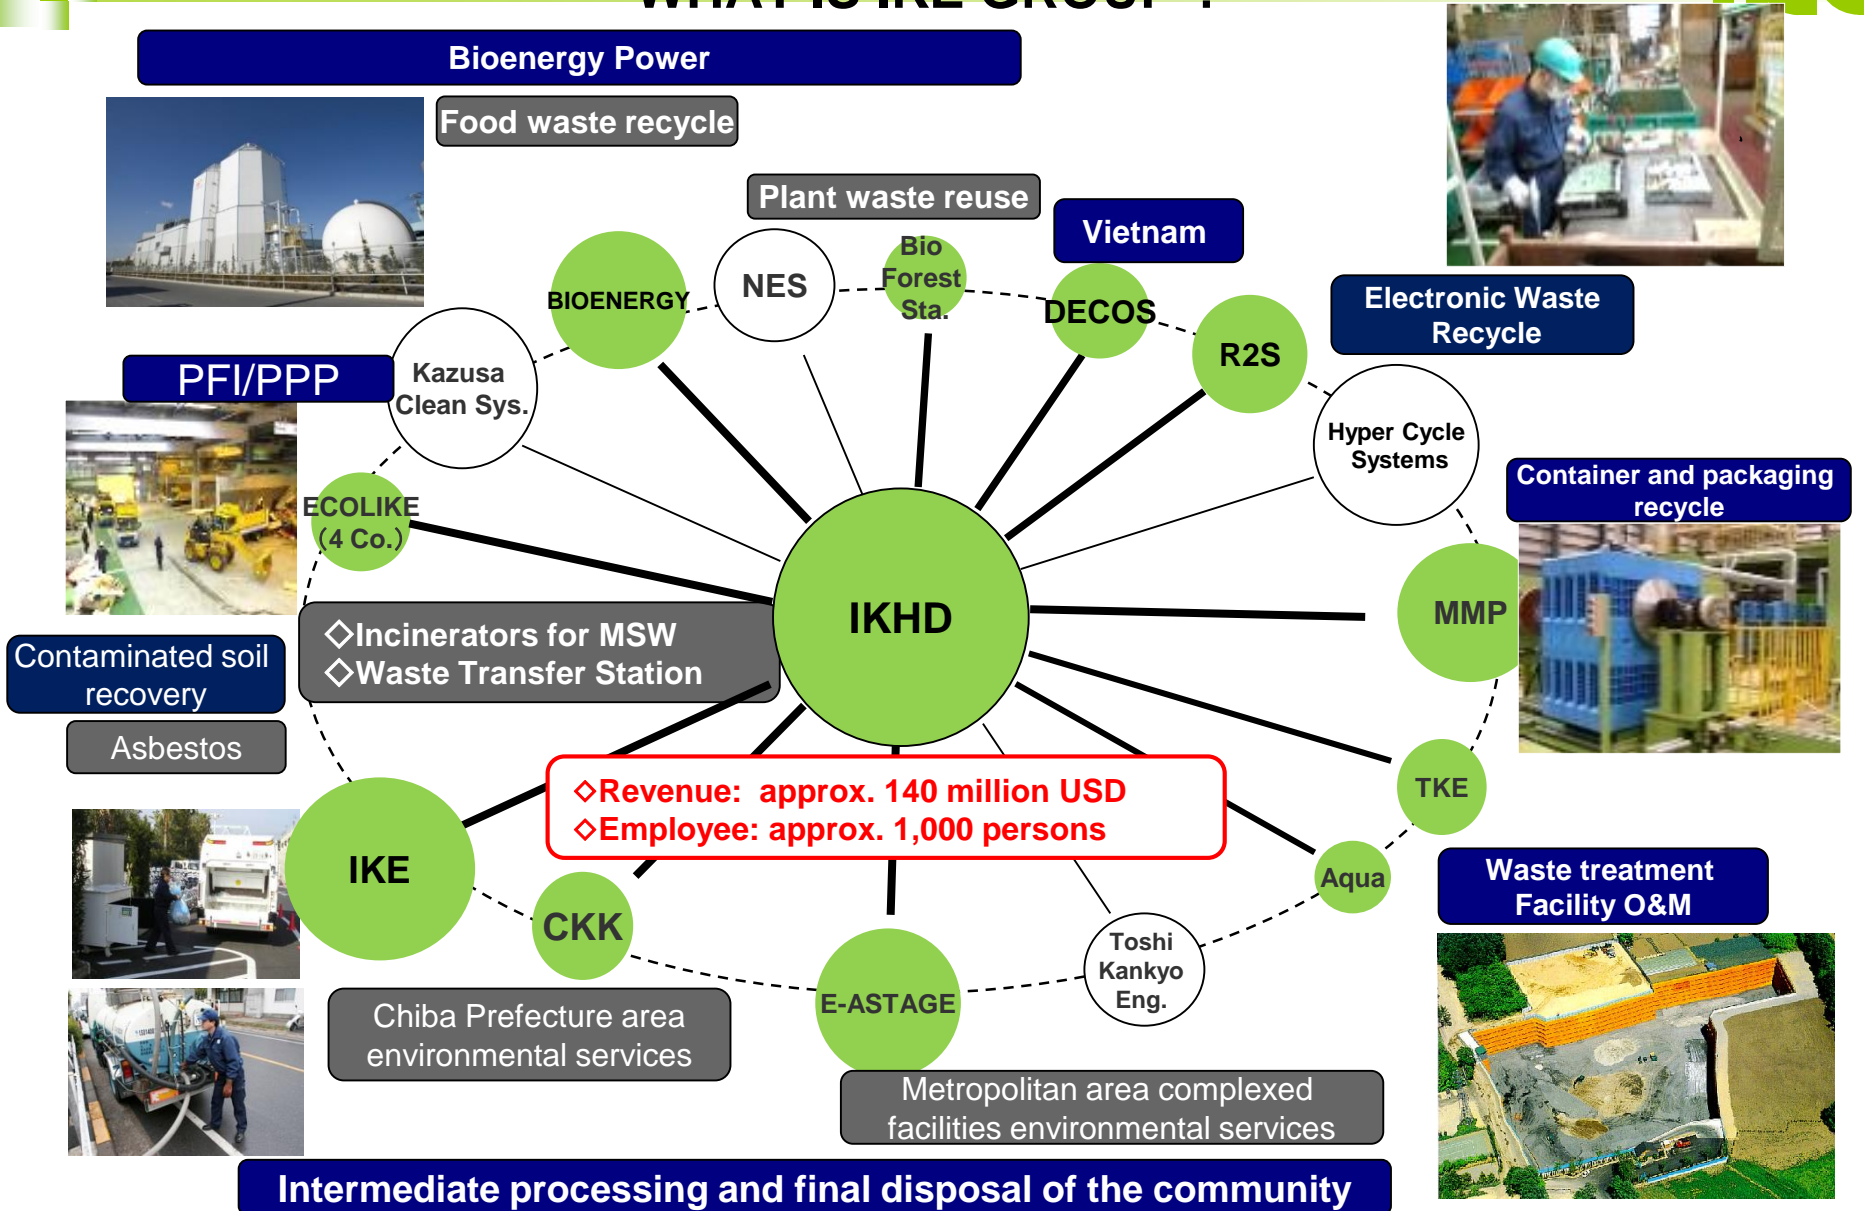 WHAT IS IKE GROUP ?
Bioenergy Power
Food waste recycle
Plant waste reuse
Vietnam
Electronic Waste
Recycle
BIOENERGY
NES
Bio
Forest
Sta.
DECOS
R2S
Kazusa
Clean Sys.
PFI/PPP
Hyper Cycle
Systems
Container and packaging
recycle
ECOLIKE
(4 Co.)
IKHD
MMP
◇Incinerators for MSW
◇Waste Transfer Station
Contaminated soil
recovery
Asbestos
◇Revenue: approx. 140 million USD
◇Employee: approx. 1,000 persons
TKE
IKE
CKK
Aqua
Waste treatment
Facility O&M
E-ASTAGE
Toshi
Kankyo
Eng.
Chiba Prefecture area
environmental services
Metropolitan area complexed
facilities environmental services
Intermediate processing and final disposal of the community